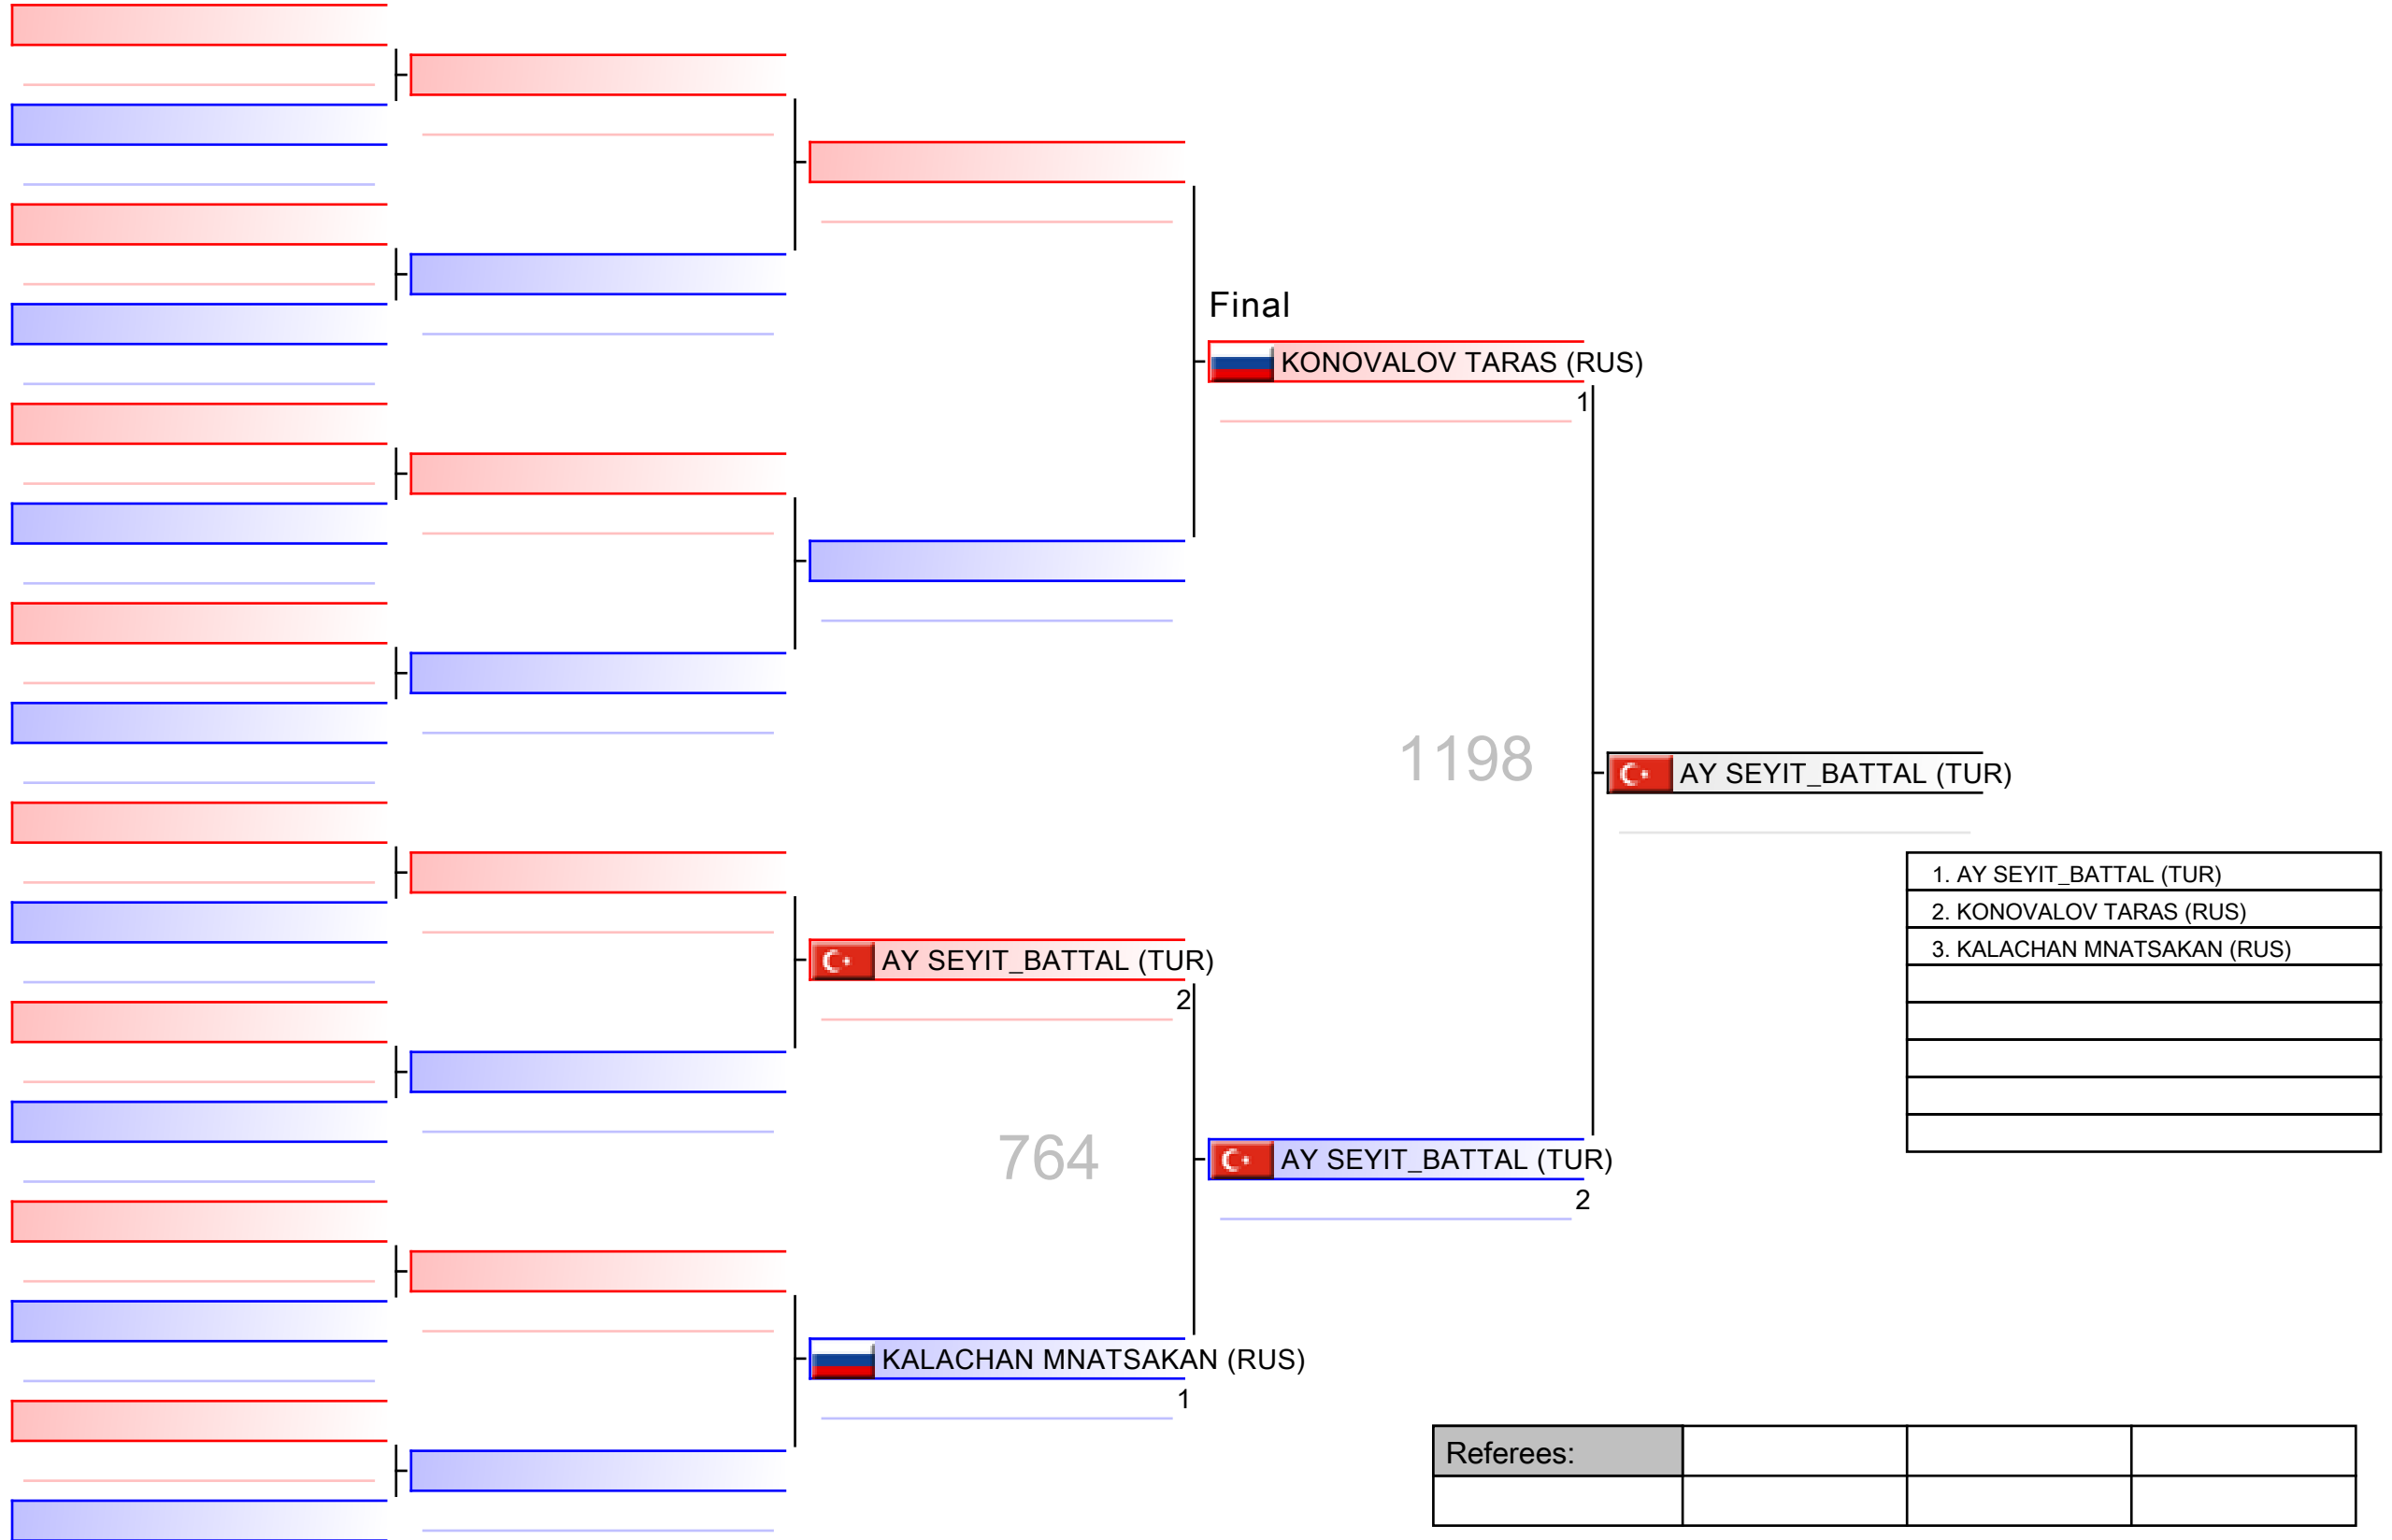 Final
KONOVALOV TARAS (RUS)
1
1198
AY SEYIT_BATTAL (TUR)
1. AY SEYIT_BATTAL (TUR)
2. KONOVALOV TARAS (RUS)
3. KALACHAN MNATSAKAN (RUS)
AY SEYIT_BATTAL (TUR)
2
764
AY SEYIT_BATTAL (TUR)
2
KALACHAN MNATSAKAN (RUS)
1
Referees: